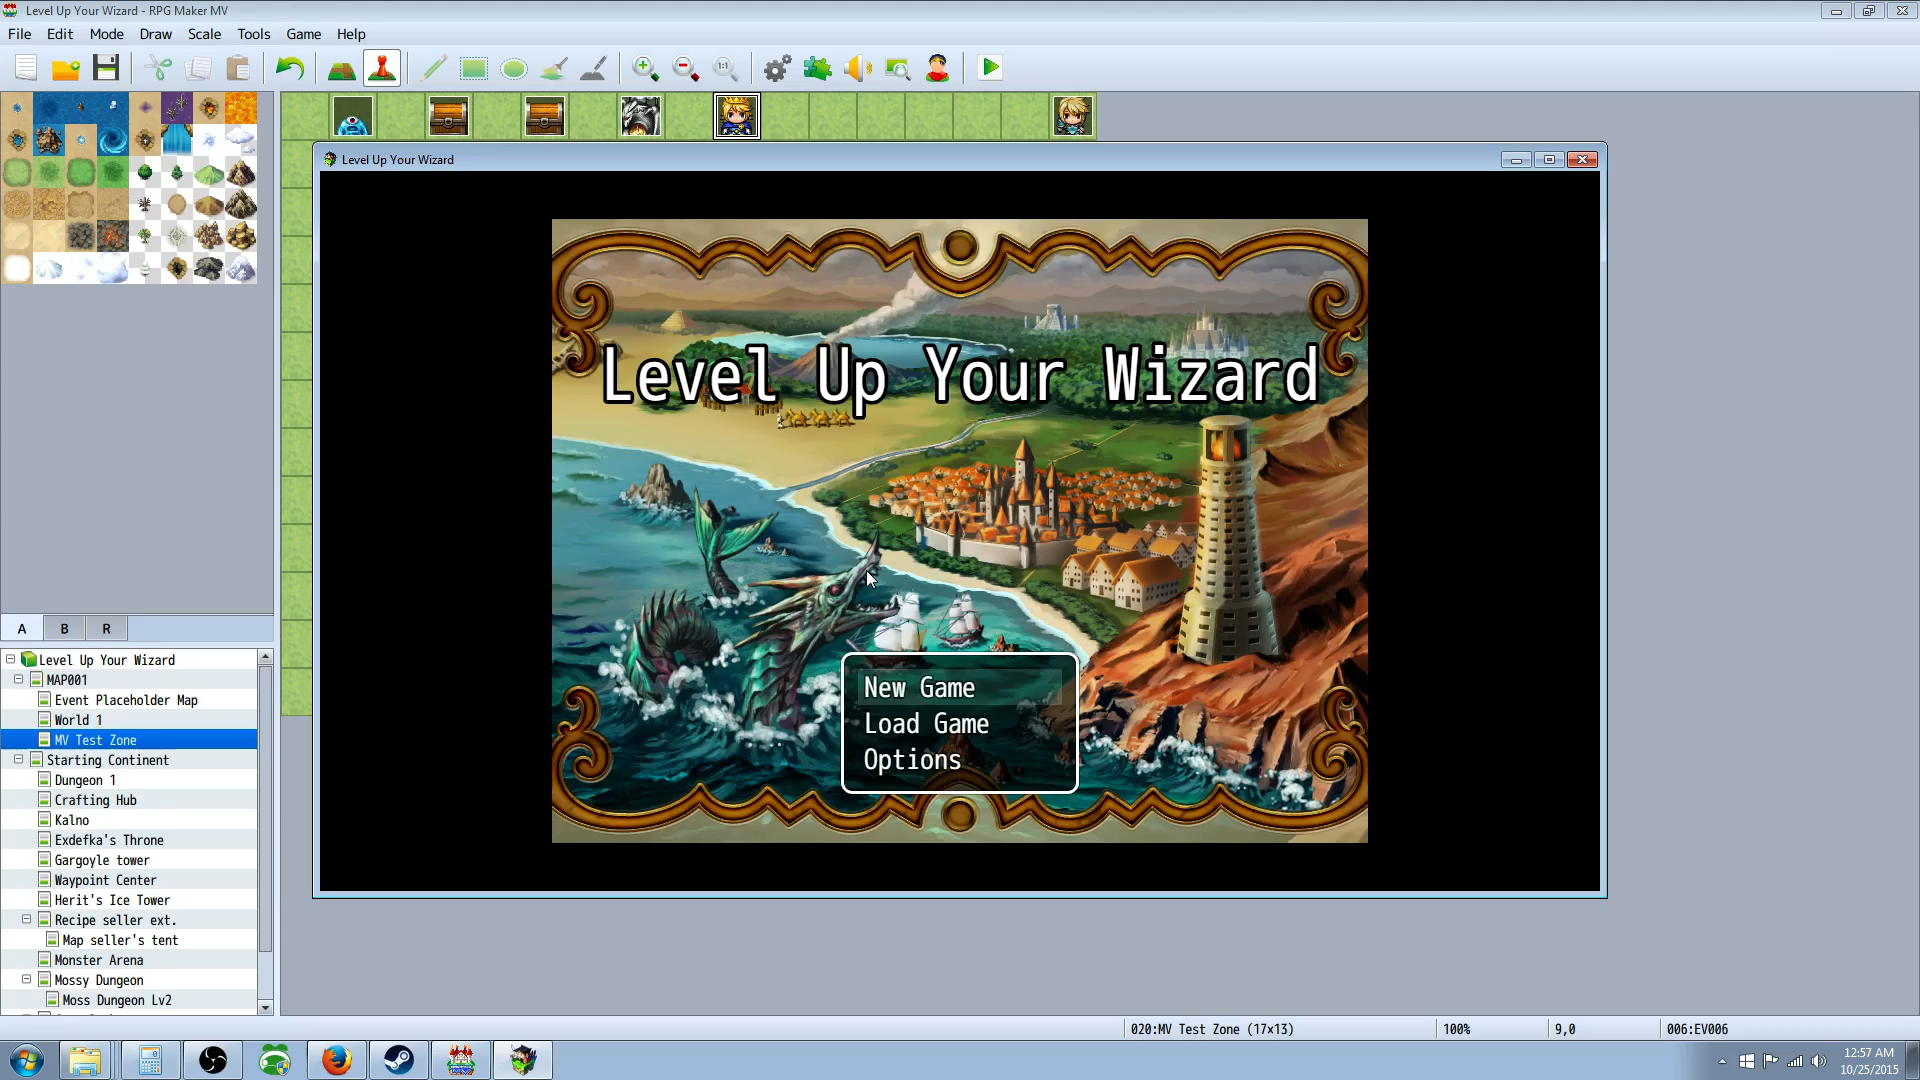 Level Up Your Wizard - RPG Maker MV
File Edit Mode Draw Scale Tools Game Help
1:1
Level Up Your Wizard
Level Up Your Wizard
New Game
Load Game
Options
A B R
Level Up Your Wizard
MAP001
Event Placeholder Map
World 1
MV Test Zone
Starting Continent
Dungeon 1
Crafting Hub
Kalno
Exdefka's Throne
Gargoyle tower
Waypoint Center
Herit's Ice Tower
Recipe seller ext.
Map seller's tent
Monster Arena
Mossy Dungeon
Moss Dungeon Lv2
020:MV Test Zone (17x13) 100% 9,0 006:EV006
12:57 AM
10/25/2015